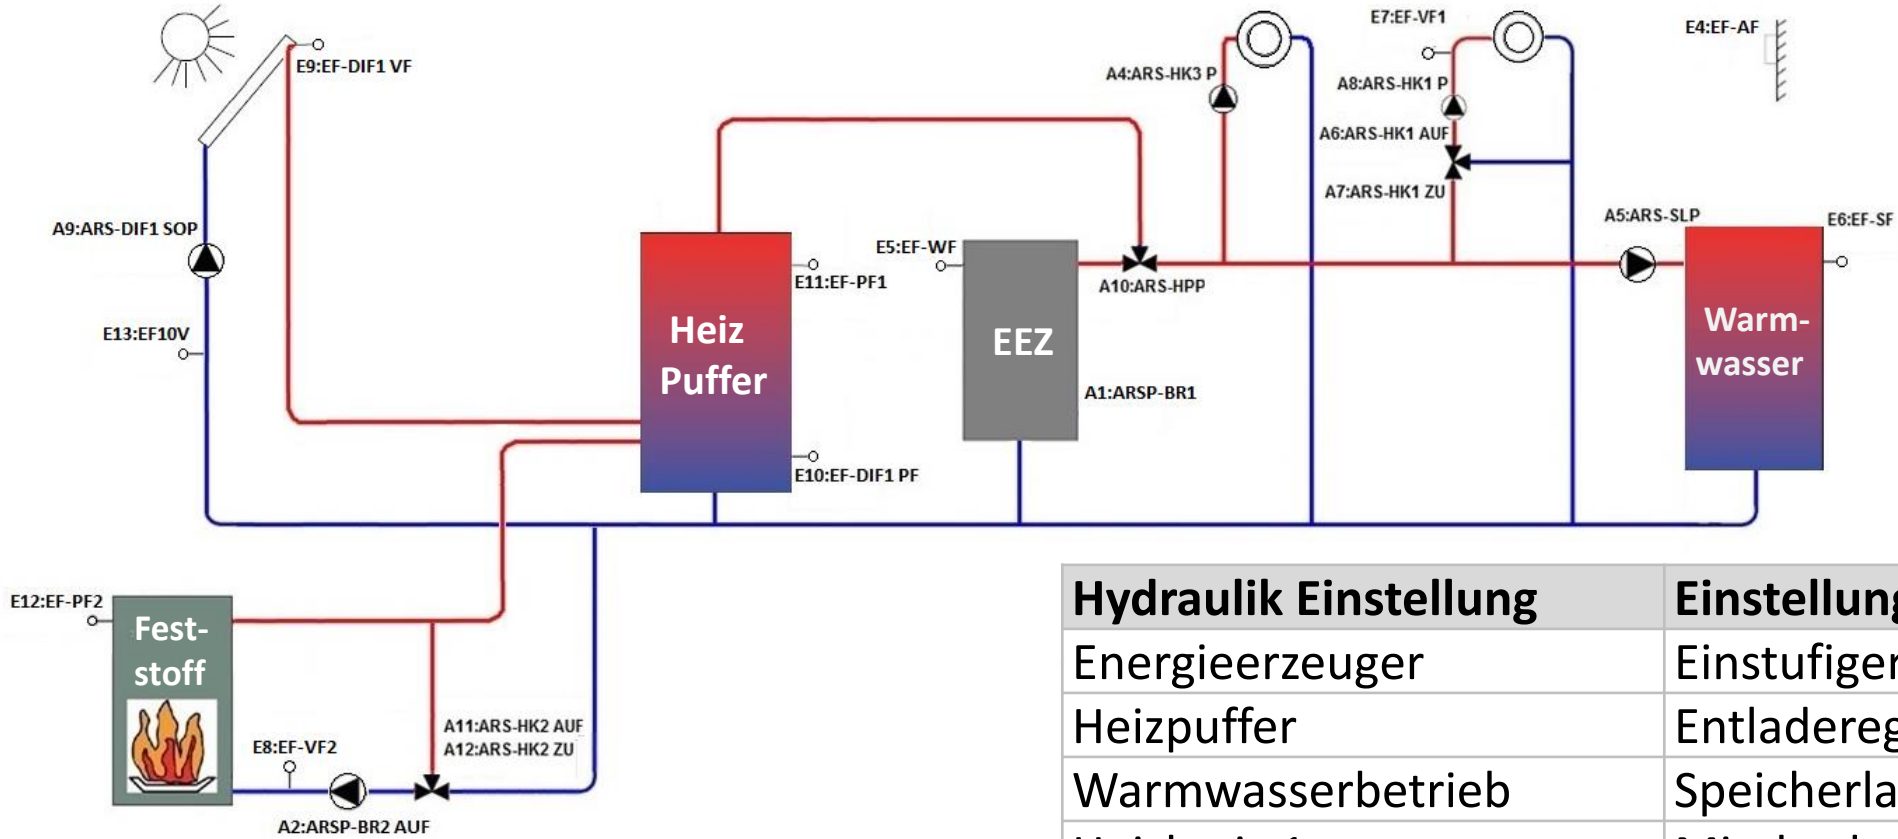 E7:EF-VF1
E4:EF-AF
E9:EF-DIF1 VF
A4:ARS-HK3 P
A8:ARS-HK1 P
A6:ARS-HK1 AUF
A7:ARS-HK1 ZU
A9:ARS-DIF1 SOP
A5:ARS-SLP
E6:EF-SF
E5:EF-WF
E11:EF-PF1
A10:ARS-HPP
E13:EF10V
Heiz
Puffer
EEZ
Warm-
wasser
A1:ARSP-BR1
E10:EF-DIF1 PF
E12:EF-PF2
Fest-
stoff
A11:ARS-HK2 AUF
A12:ARS-HK2 ZU
E8:EF-VF2
A2:ARSP-BR2 AUF
Hydraulik Einstellung Einstellung
Energieerzeuger Einstufiger
Heizpuffer Entladereg
Warmwasserbetrieb Speicherla